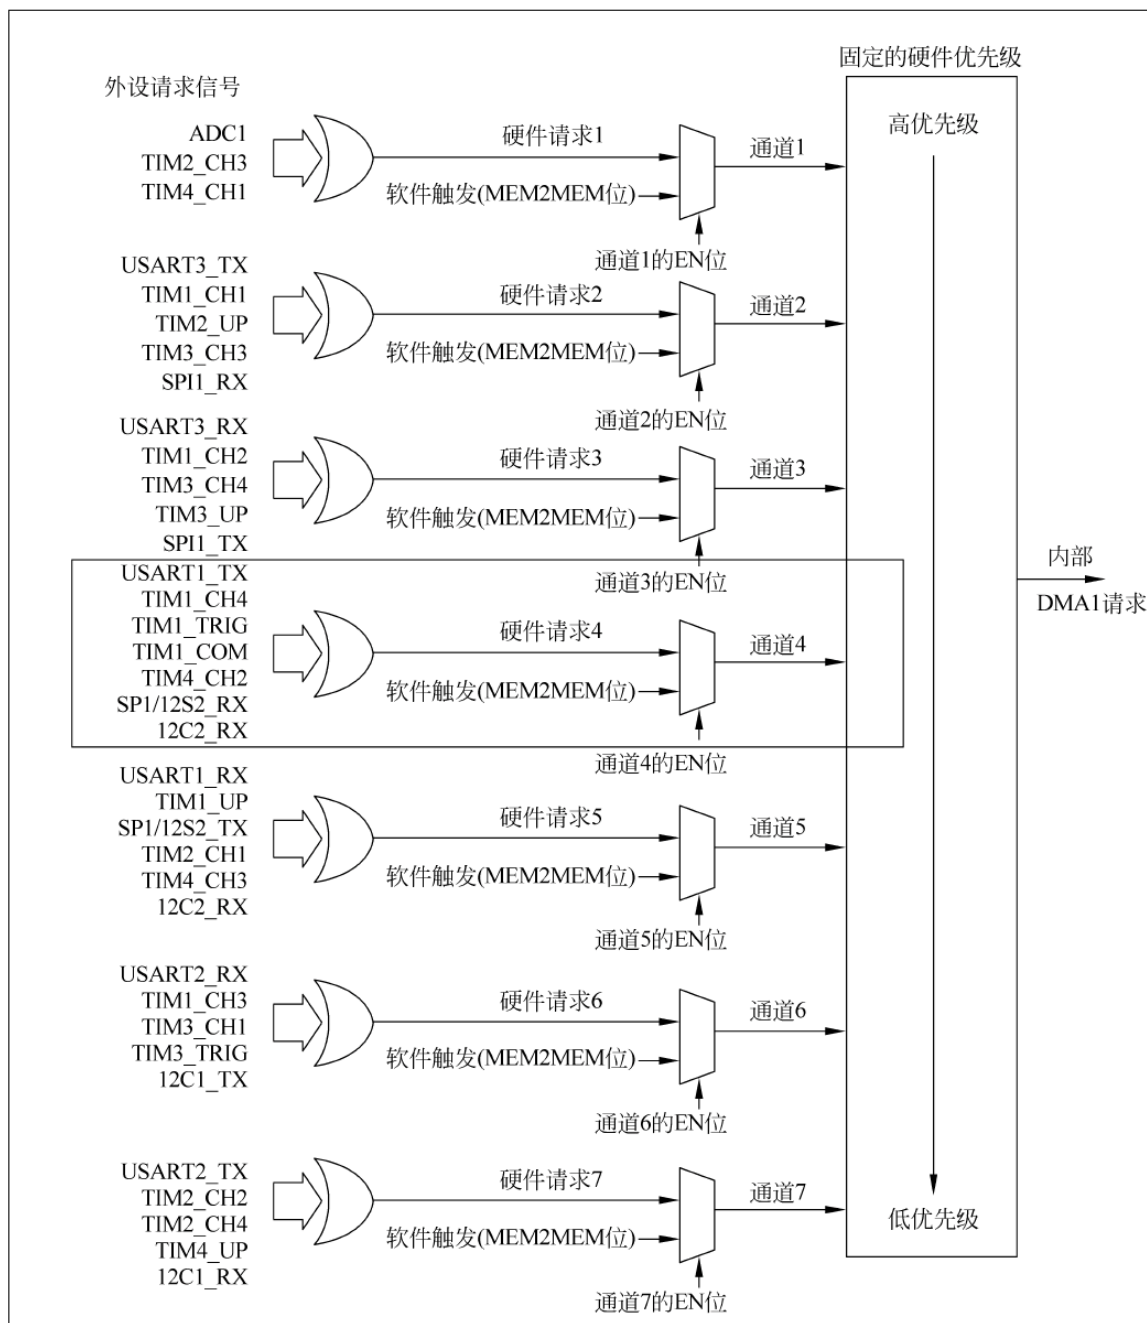 固定的硬件优先级
外设请求信号
高优先级
ADC1
TIM2_CH3
TIM4_CH1
硬件请求1
软件触发(MEM2MEM位)
通道1
通道1的EN位
USART3_TX
TIM1_CH1
TIM2_UP
TIM3_CH3
SPI1_RX
硬件请求2
软件触发(MEM2MEM位)
通道2
通道2的EN位
USART3_RX
TIM1_CH2
TIM3_CH4
TIM3_UP
SPI1_TX
硬件请求3
软件触发(MEM2MEM位)
通道3
通道3的EN位
内部
DMA1请求
USART1_TX
TIM1_CH4
TIM1_TRIG
TIM1_COM
TIM4_CH2
SP1/12S2_RX
12C2_RX
硬件请求4
软件触发(MEM2MEM位)
通道4
通道4的EN位
USART1_RX
TIM1_UP
SP1/12S2_TX
TIM2_CH1
TIM4_CH3
12C2_RX
硬件请求5
软件触发(MEM2MEM位)
通道5
通道5的EN位
USART2_RX
TIM1_CH3
TIM3_CH1
TIM3_TRIG
12C1_TX
硬件请求6
软件触发(MEM2MEM位)
通道6
通道6的EN位
USART2_TX
TIM2_CH2
TIM2_CH4
TIM4_UP
12C1_RX
硬件请求7
软件触发(MEM2MEM位)
通道7
通道7的EN位
低优先级